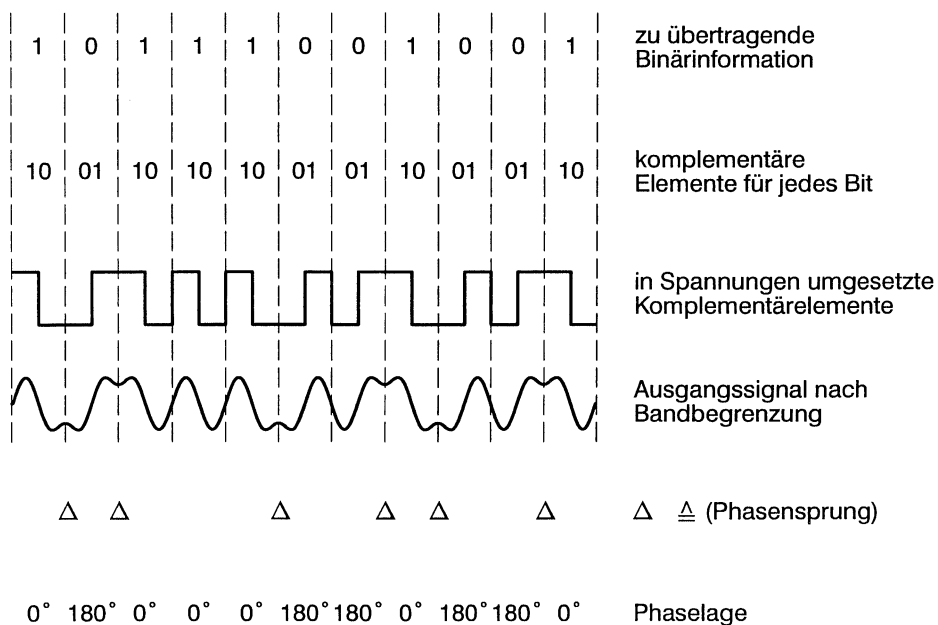 1 0 1 1 1 0 0 1 0 0 1
zu übertragende
Binärinformation
10 01 10 10 10 01 01 10 01 01 10
komplementäre
Elemente für jedes Bit
in Spannungen umgesetzte
Komplementärelemente
Ausgangssignal nach
Bandbegrenzung
Δ Δ Δ Δ Δ Δ Δ ≙ (Phasensprung)
0° 180° 0° 0° 0° 180° 180° 0° 180° 180° 0° Phaselage